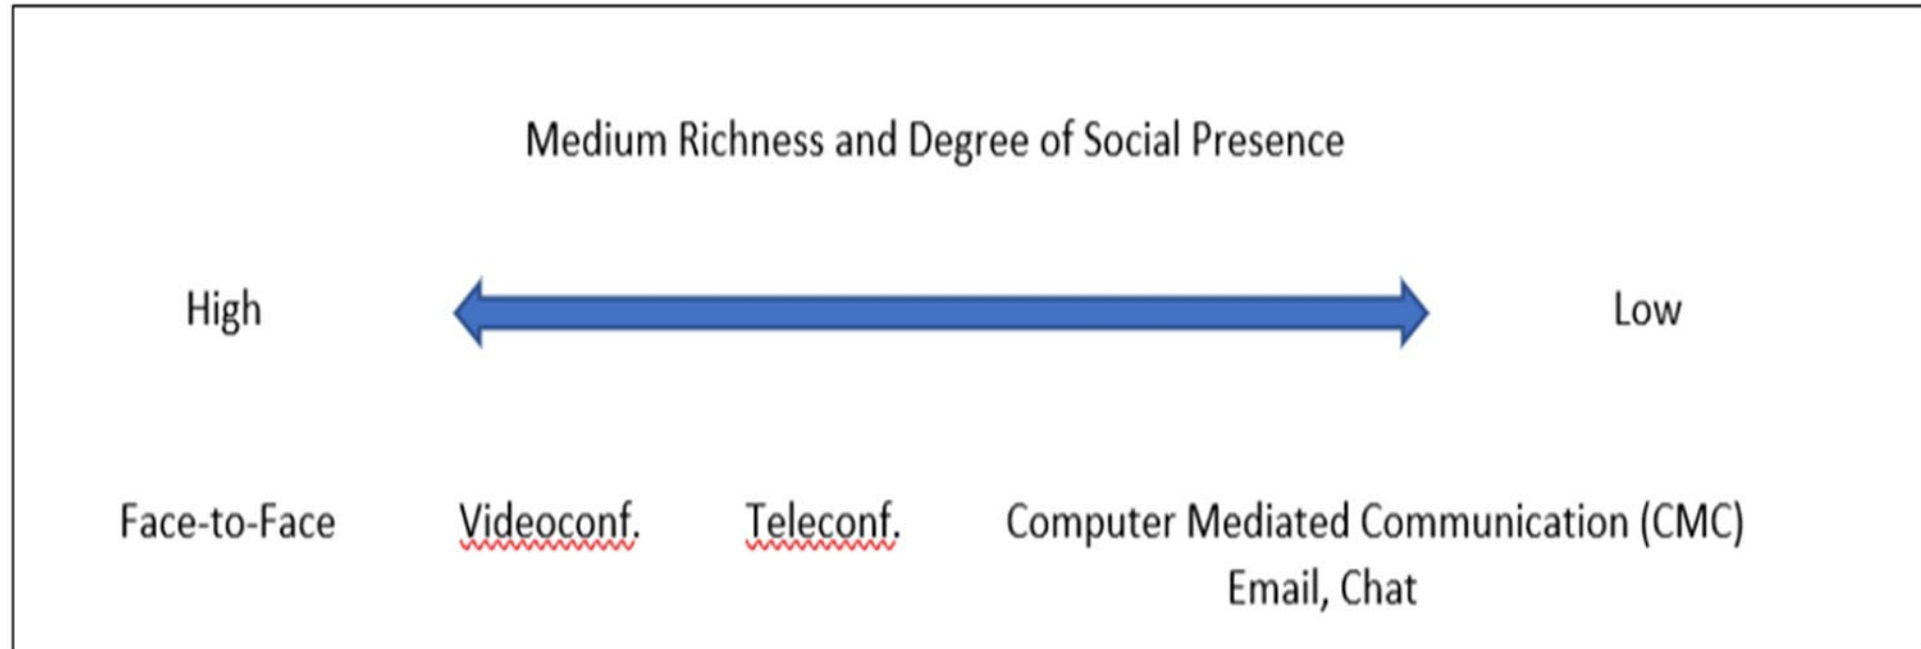 Medium Richness and Degree of Social Presence
High Low
Face-to-Face Videoconf. Teleconf. Computer Mediated Communication (CMC)
Email, Chat